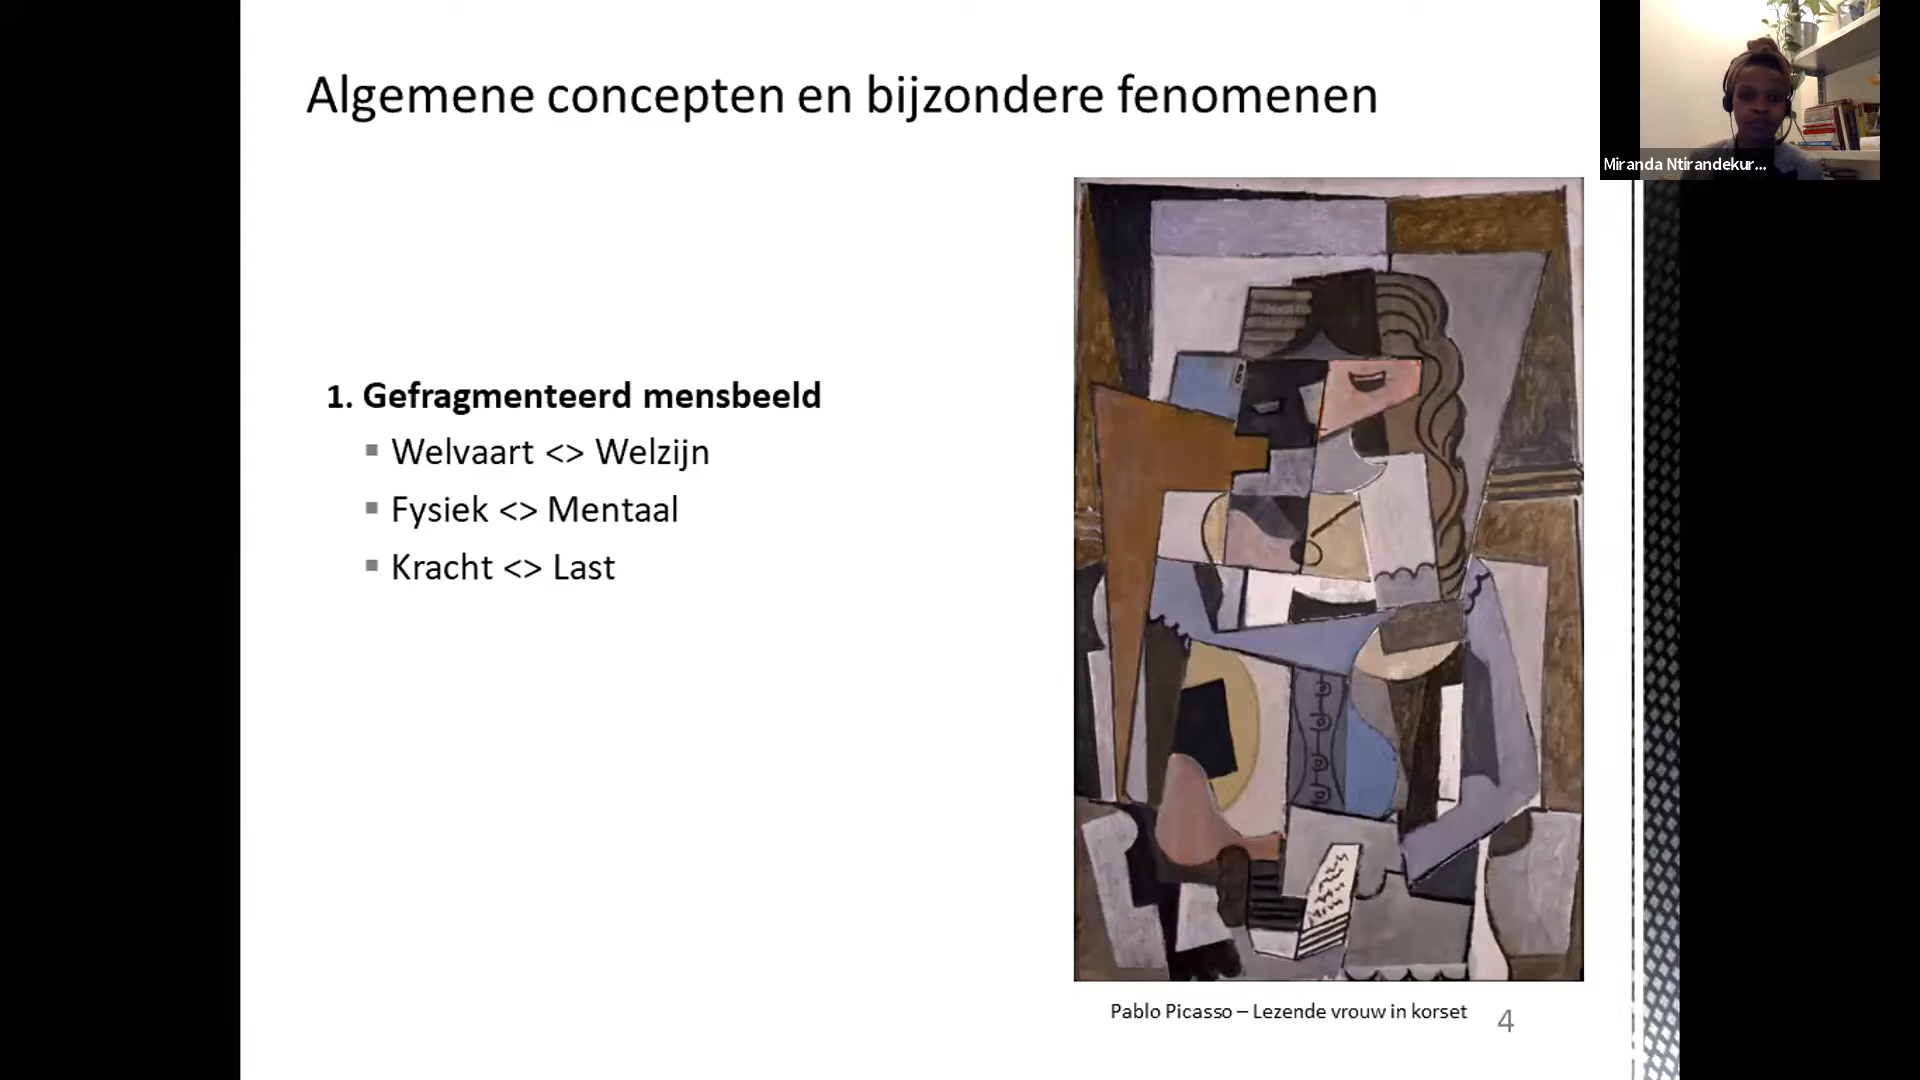 Algemene concepten en bijzondere fenomenen
Miranda Ntirandekur...
1. Gefragmenteerd mensbeeld
▪ Welvaart <> Welzijn
▪ Fysiek <> Mentaal
▪ Kracht <> Last
Pablo Picasso – Lezende vrouw in korset
4